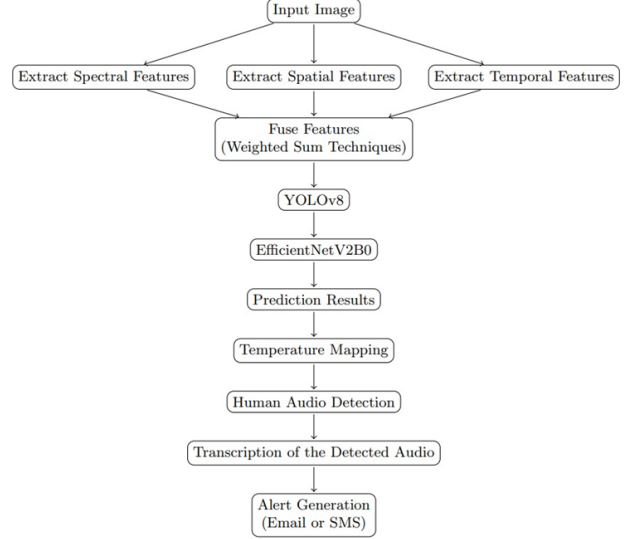 Input Image
Extract Spectral Features
Extract Spatial Features
Extract Temporal Features
Fuse Features
(Weighted Sum Techniques)
YOLOv8
EfficientNetV2B0
Prediction Results
Temperature Mapping
Human Audio Detection
Transcription of the Detected Audio
Alert Generation
(Email or SMS)